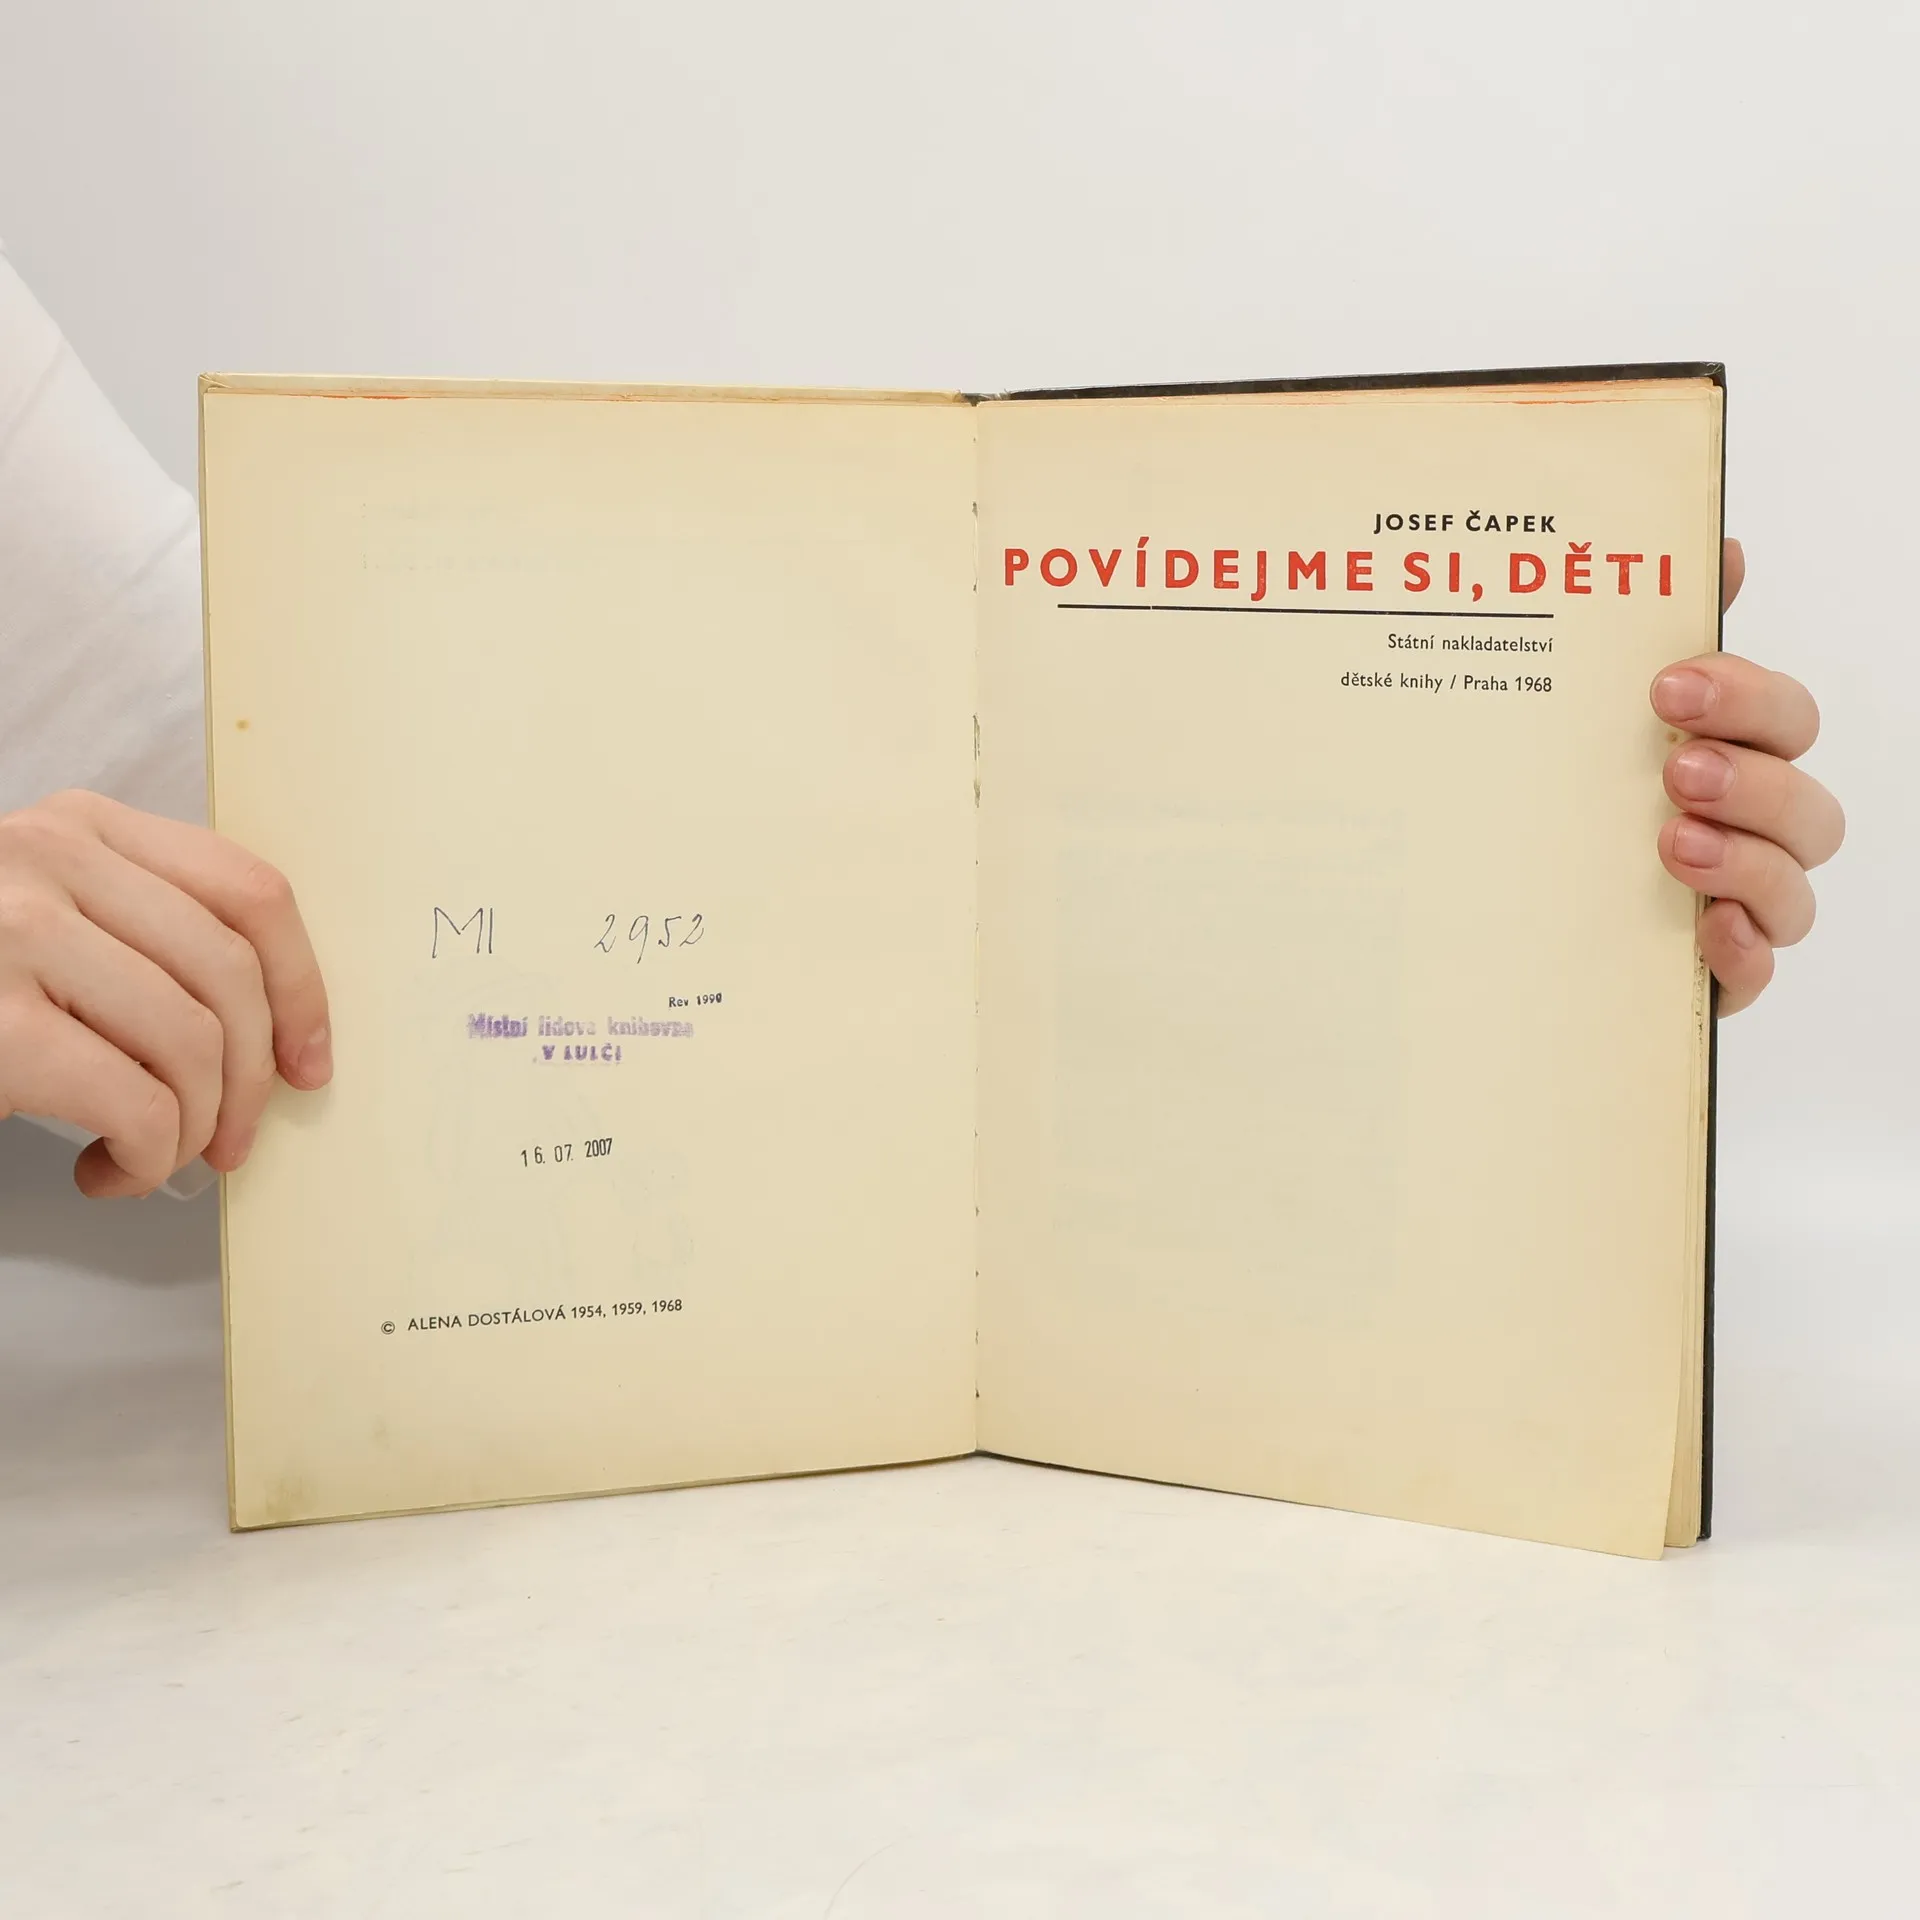 MI 2952
Rev 1990
Místní lidova knihovna
V LULČI
16. 07. 2007
© ALENA DOSTÁLOVÁ 1954, 1959, 1968
JOSEF ČAPEK
POVÍDEJME SI, DĚTI
Státní nakladatelství
dětské knihy / Praha 1968